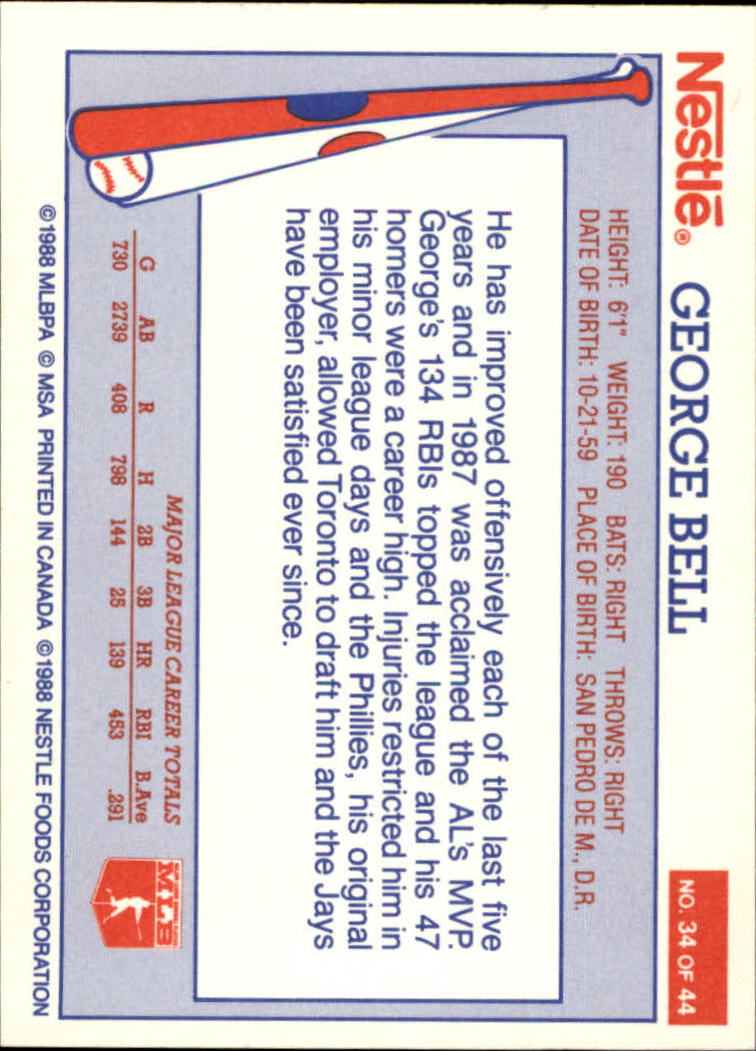 Nestlé® GEORGE BELL
NO. 34 OF 44
HEIGHT: 6'1" WEIGHT: 190 BATS: RIGHT THROWS: RIGHT
DATE OF BIRTH: 10-21-59 PLACE OF BIRTH: SAN PEDRO DE M., D.R.
He has improved offensively each of the last five
years and in 1987 was acclaimed the AL's MVP.
George's 134 RBIs topped the league and his 47
homers were a career high. Injuries restricted him in
his minor league days and the Phillies, his original
employer, allowed Toronto to draft him and the Jays
have been satisfied ever since.
MAJOR LEAGUE CAREER TOTALS
G AB R H 2B 3B HR RBI B.Ave
730 2739 408 798 144 25 139 453 .291
MLB
©1988 MLBPA © MSA PRINTED IN CANADA ©1988 NESTLE FOODS CORPORATION